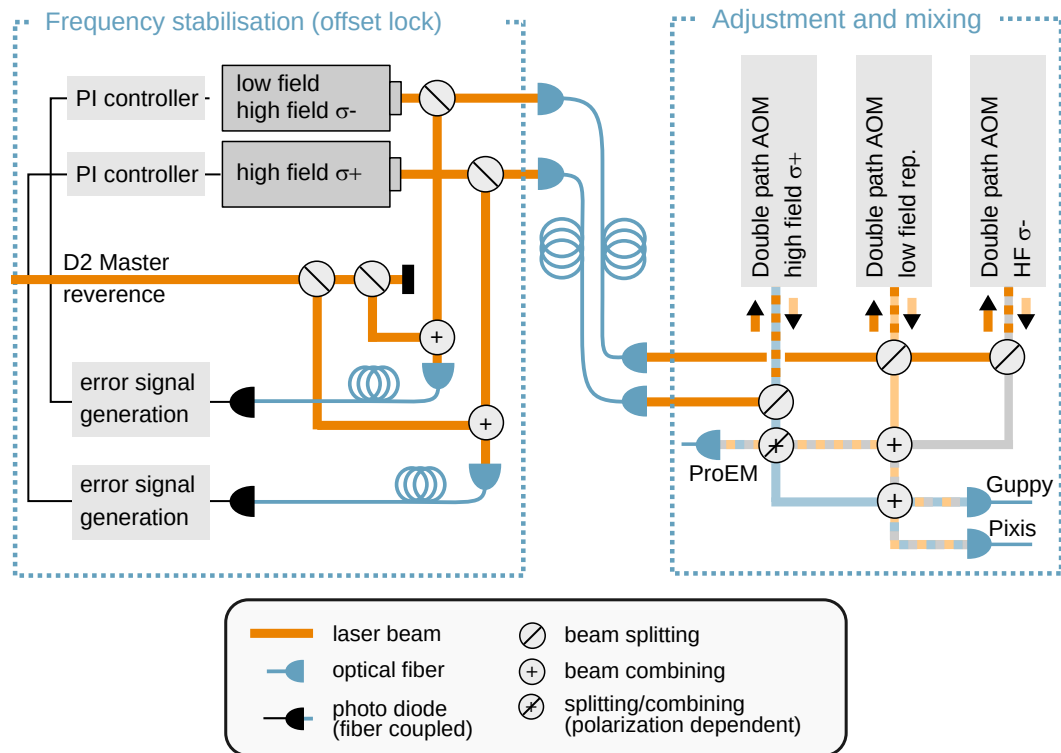 Frequency stabilisation (offset lock)
Adjustment and mixing
PI controller
low field
high field σ-
PI controller
high field σ+
D2 Master
reverence
error signal
generation
error signal
generation
Double path AOM
high field σ+
Double path AOM
low field rep.
Double path AOM
HF σ-
+
+
+
+
ProEM
Guppy
Pixis
laser beam
optical fiber
photo diode
(fiber coupled)
beam splitting
+
beam combining
splitting/combining
(polarization dependent)